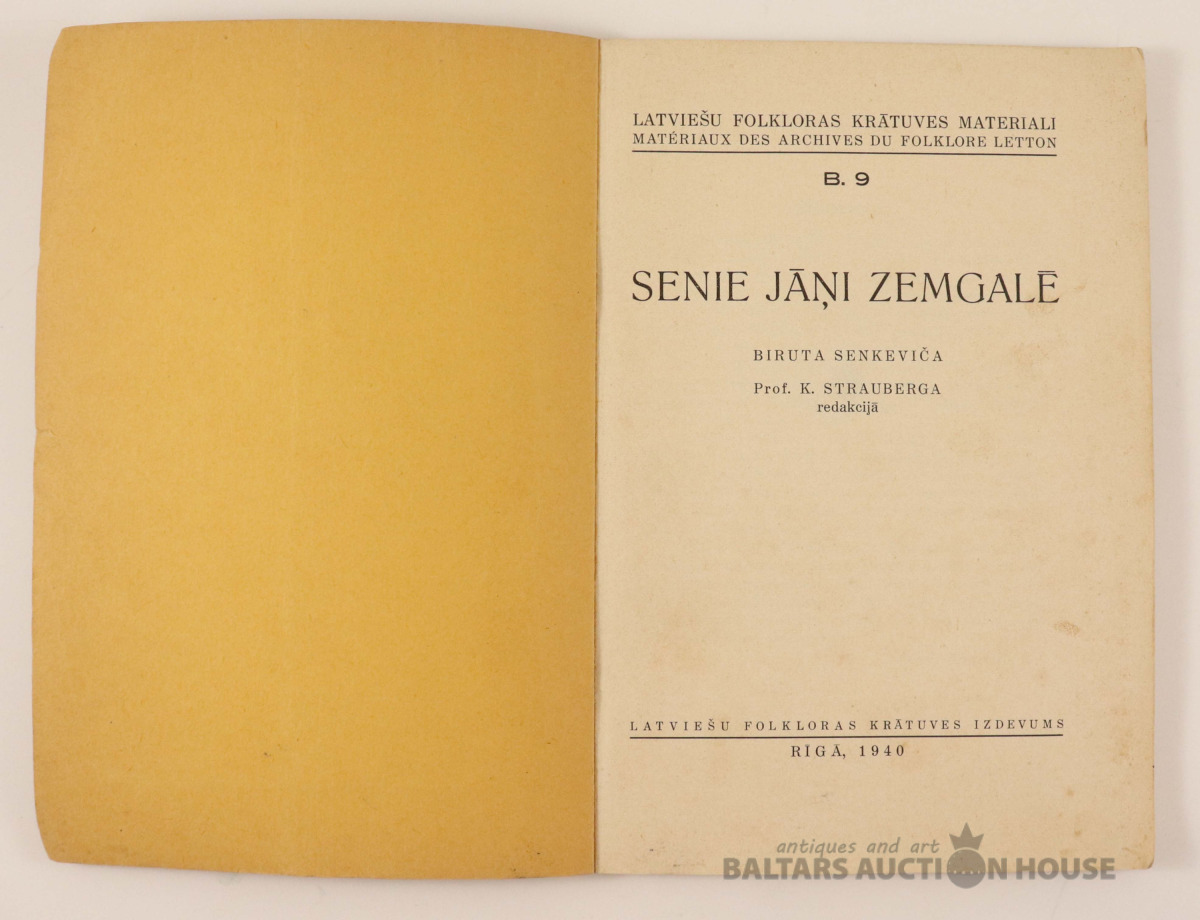 LATVIEŠU FOLKLORAS KRĀTUVES MATERIALI
MATÉRIAUX DES ARCHIVES DU FOLKLORE LETTON
B. 9
SENIE JĀŅI ZEMGALĒ
BIRUTA SENKEVIČA
Prof. K. STRAUBERGA
redakcijā
LATVIEŠU FOLKLORAS KRĀTUVES IZDEVUMS
RĪGĀ, 1940
antiques and art
BALTARS AUCTION HOUSE